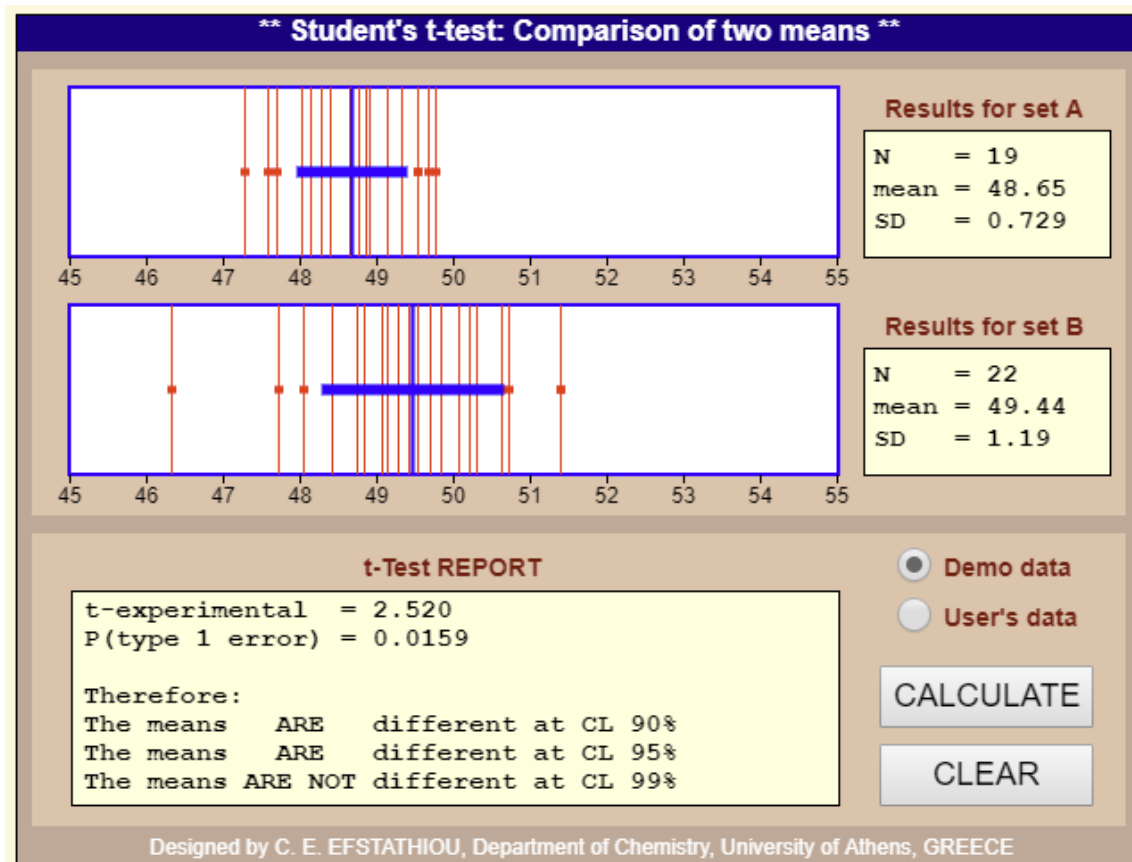 ** Student's t-test: Comparison of two means **
45 46 47 48 49 50 51 52 53 54 55
Results for set A
N = 19
mean = 48.65
SD = 0.729
45 46 47 48 49 50 51 52 53 54 55
Results for set B
N = 22
mean = 49.44
SD = 1.19
t-Test REPORT
t-experimental = 2.520
P(type 1 error) = 0.0159
Therefore:
The means ARE different at CL 90%
The means ARE different at CL 95%
The means ARE NOT different at CL 99%
Demo data
User's data
CALCULATE
CLEAR
Designed by C. E. EFSTATHIOU, Department of Chemistry, University of Athens, GREECE